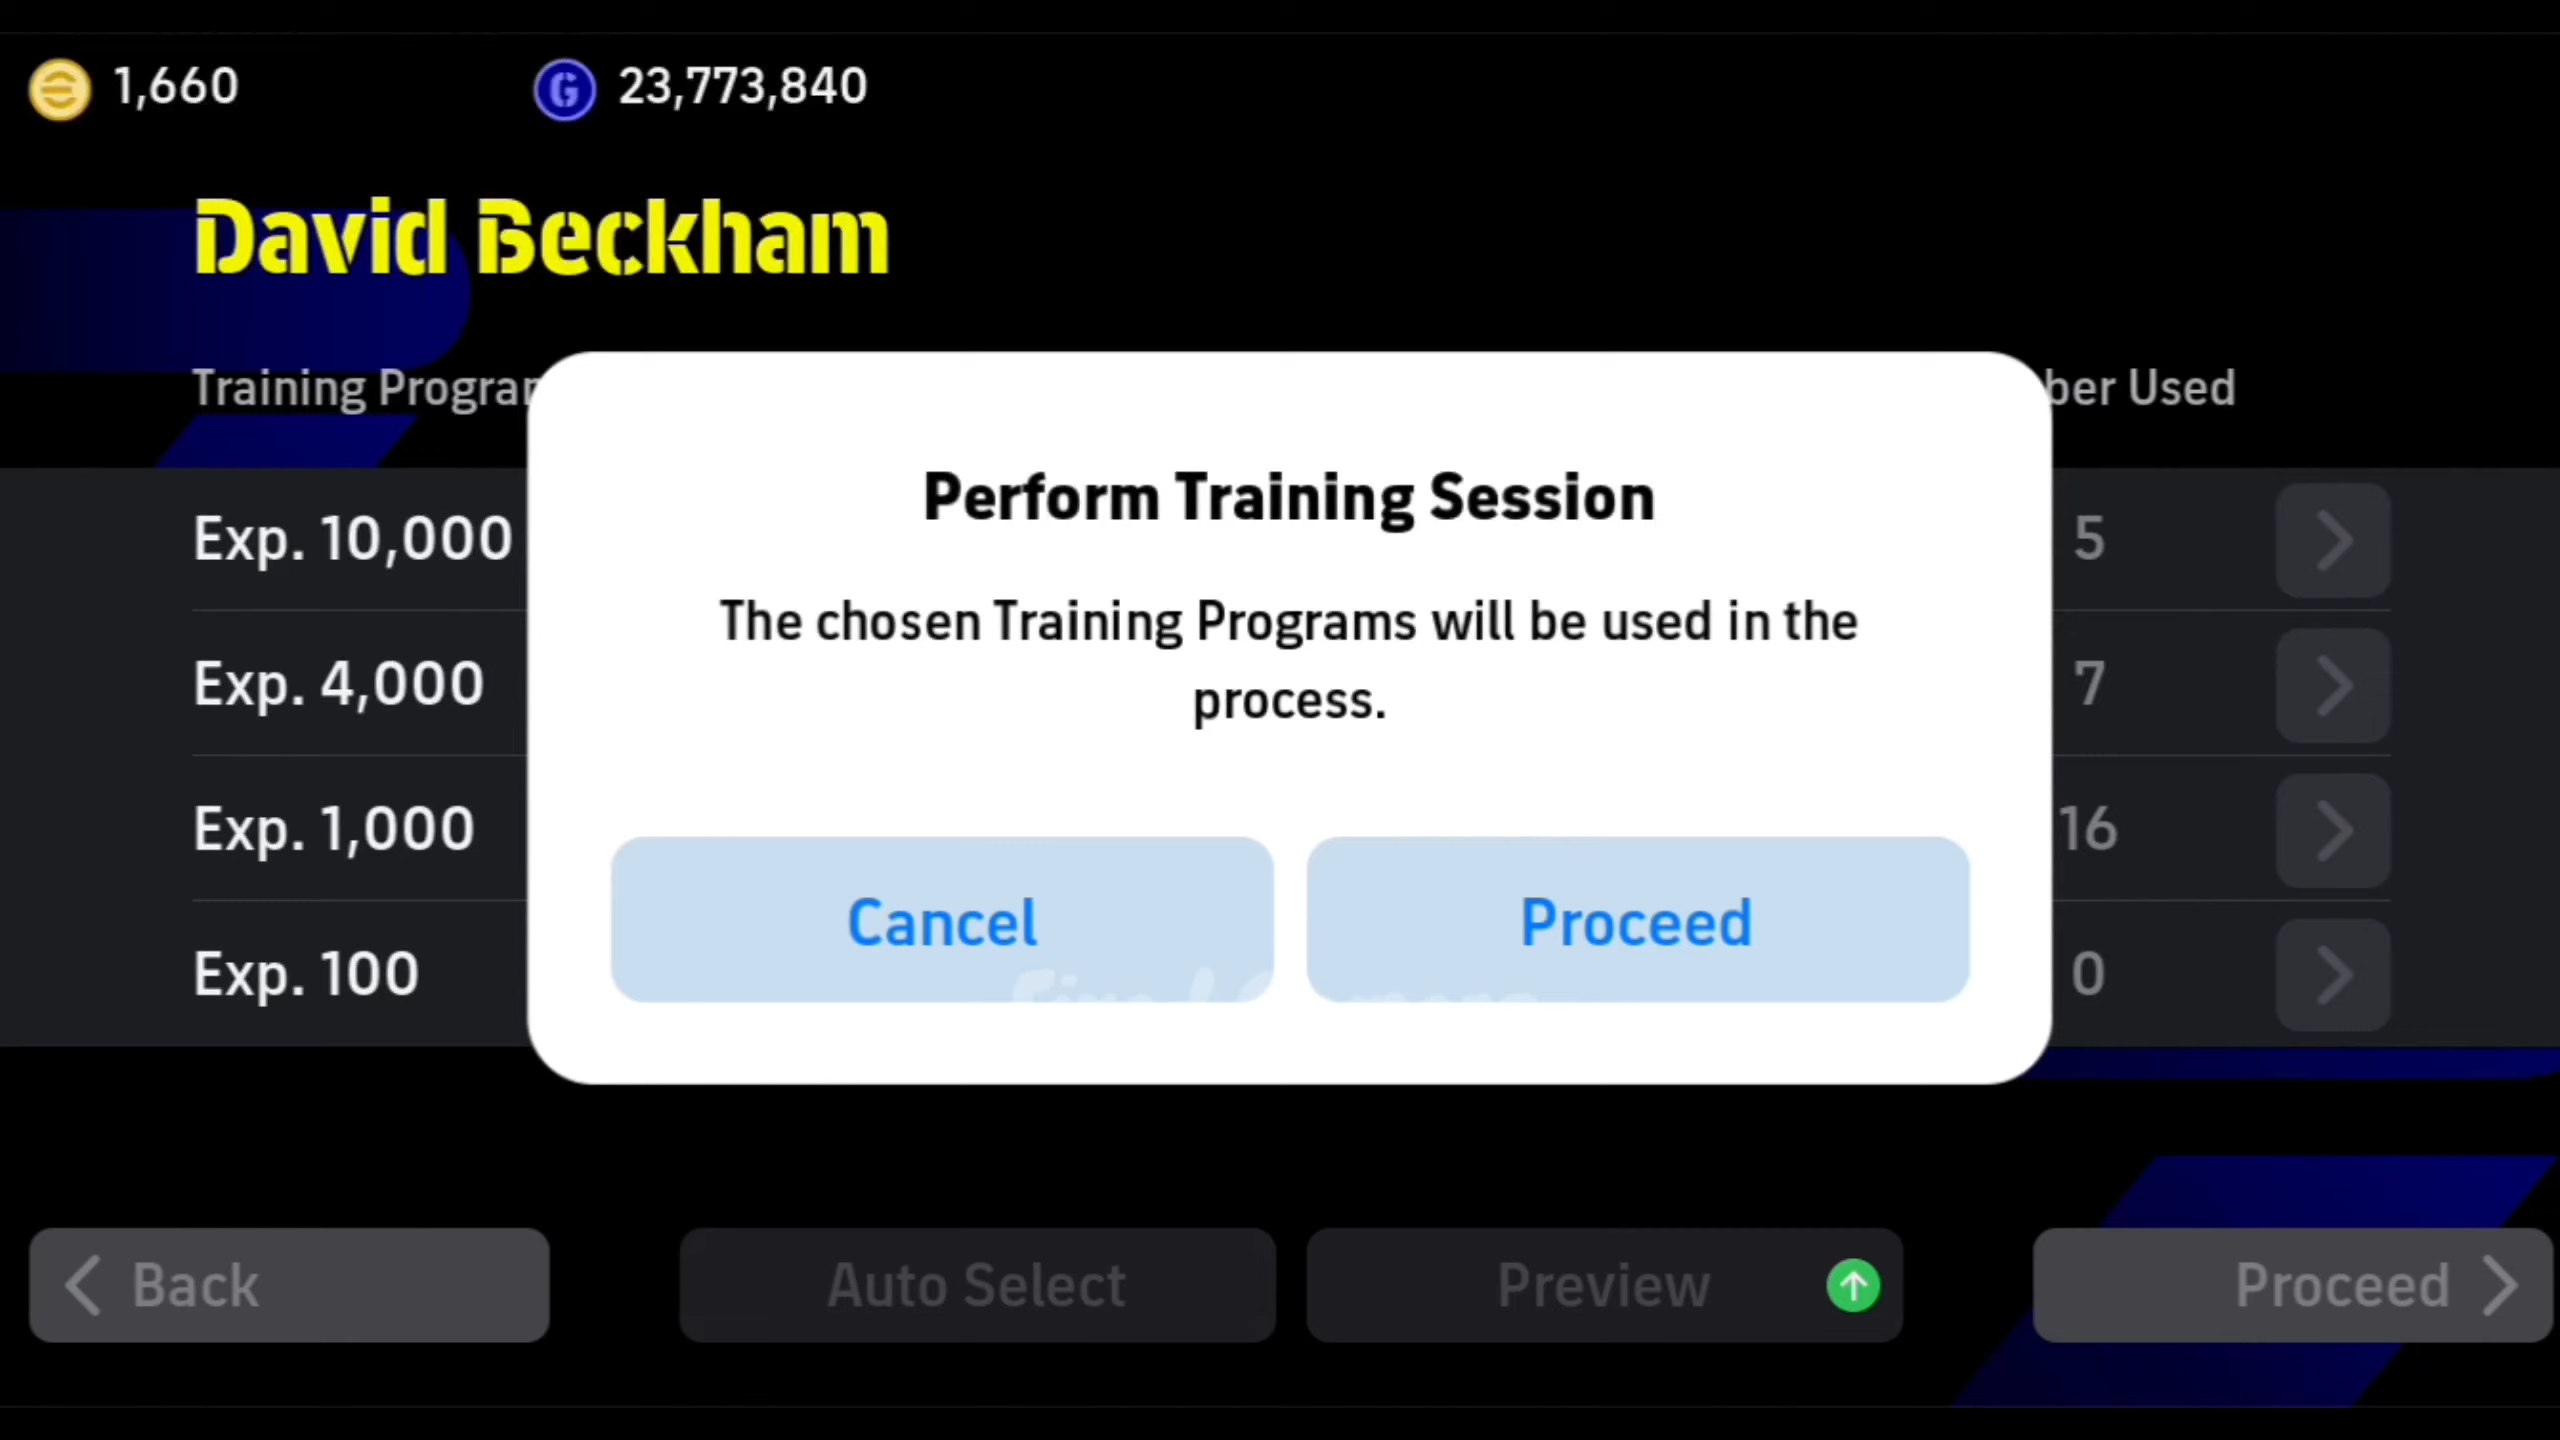 1,660
23,773,840
David Beckham
Training Progra
ber Used
Exp. 10,000
5
Perform Training Session
The chosen Training Programs will be used in the
process.
Exp. 4,000
7
Exp. 1,000
16
Exp. 100
0
Cancel
Proceed
Back
Auto Select
Preview
Proceed